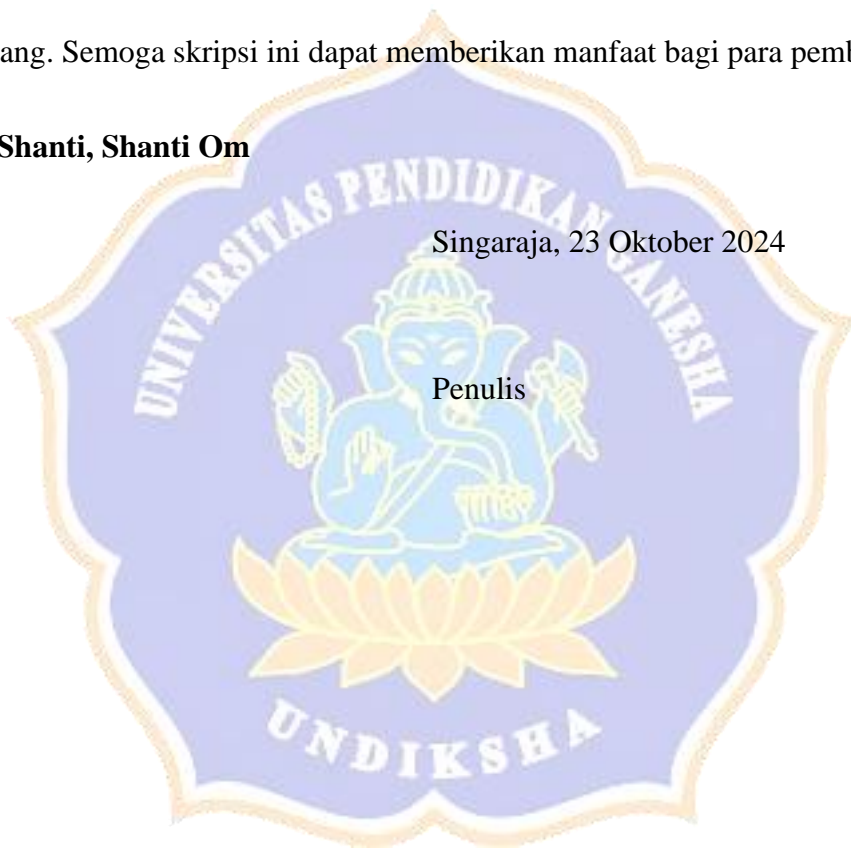 ang. Semoga skripsi ini dapat memberikan manfaat bagi para pemb
Shanti, Shanti Om
Singaraja, 23 Oktober 2024
Penulis
UNIVERSITAS PENDIDIKAN GANESHA
UNDIKSHA